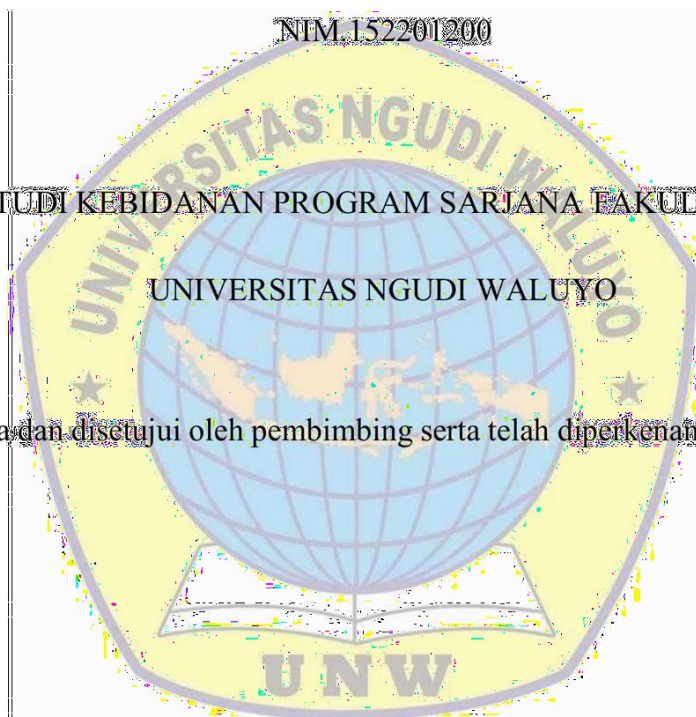 NIM.152201200
UNIVERSITAS NGUDI WALUYO
TUDI KEBIDANAN PROGRAM SARJANA FAKUL
UNIVERSITAS NGUDI WALUYO
a dan disetujui oleh pembimbing serta telah diperkenan
UNW